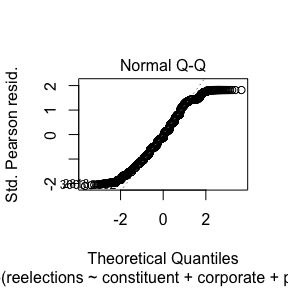 Normal Q-Q
Std. Pearson resid.
2
1
0
-2
-2
0
2
Theoretical Quantiles
(reelections ~ constituent + corporate + p